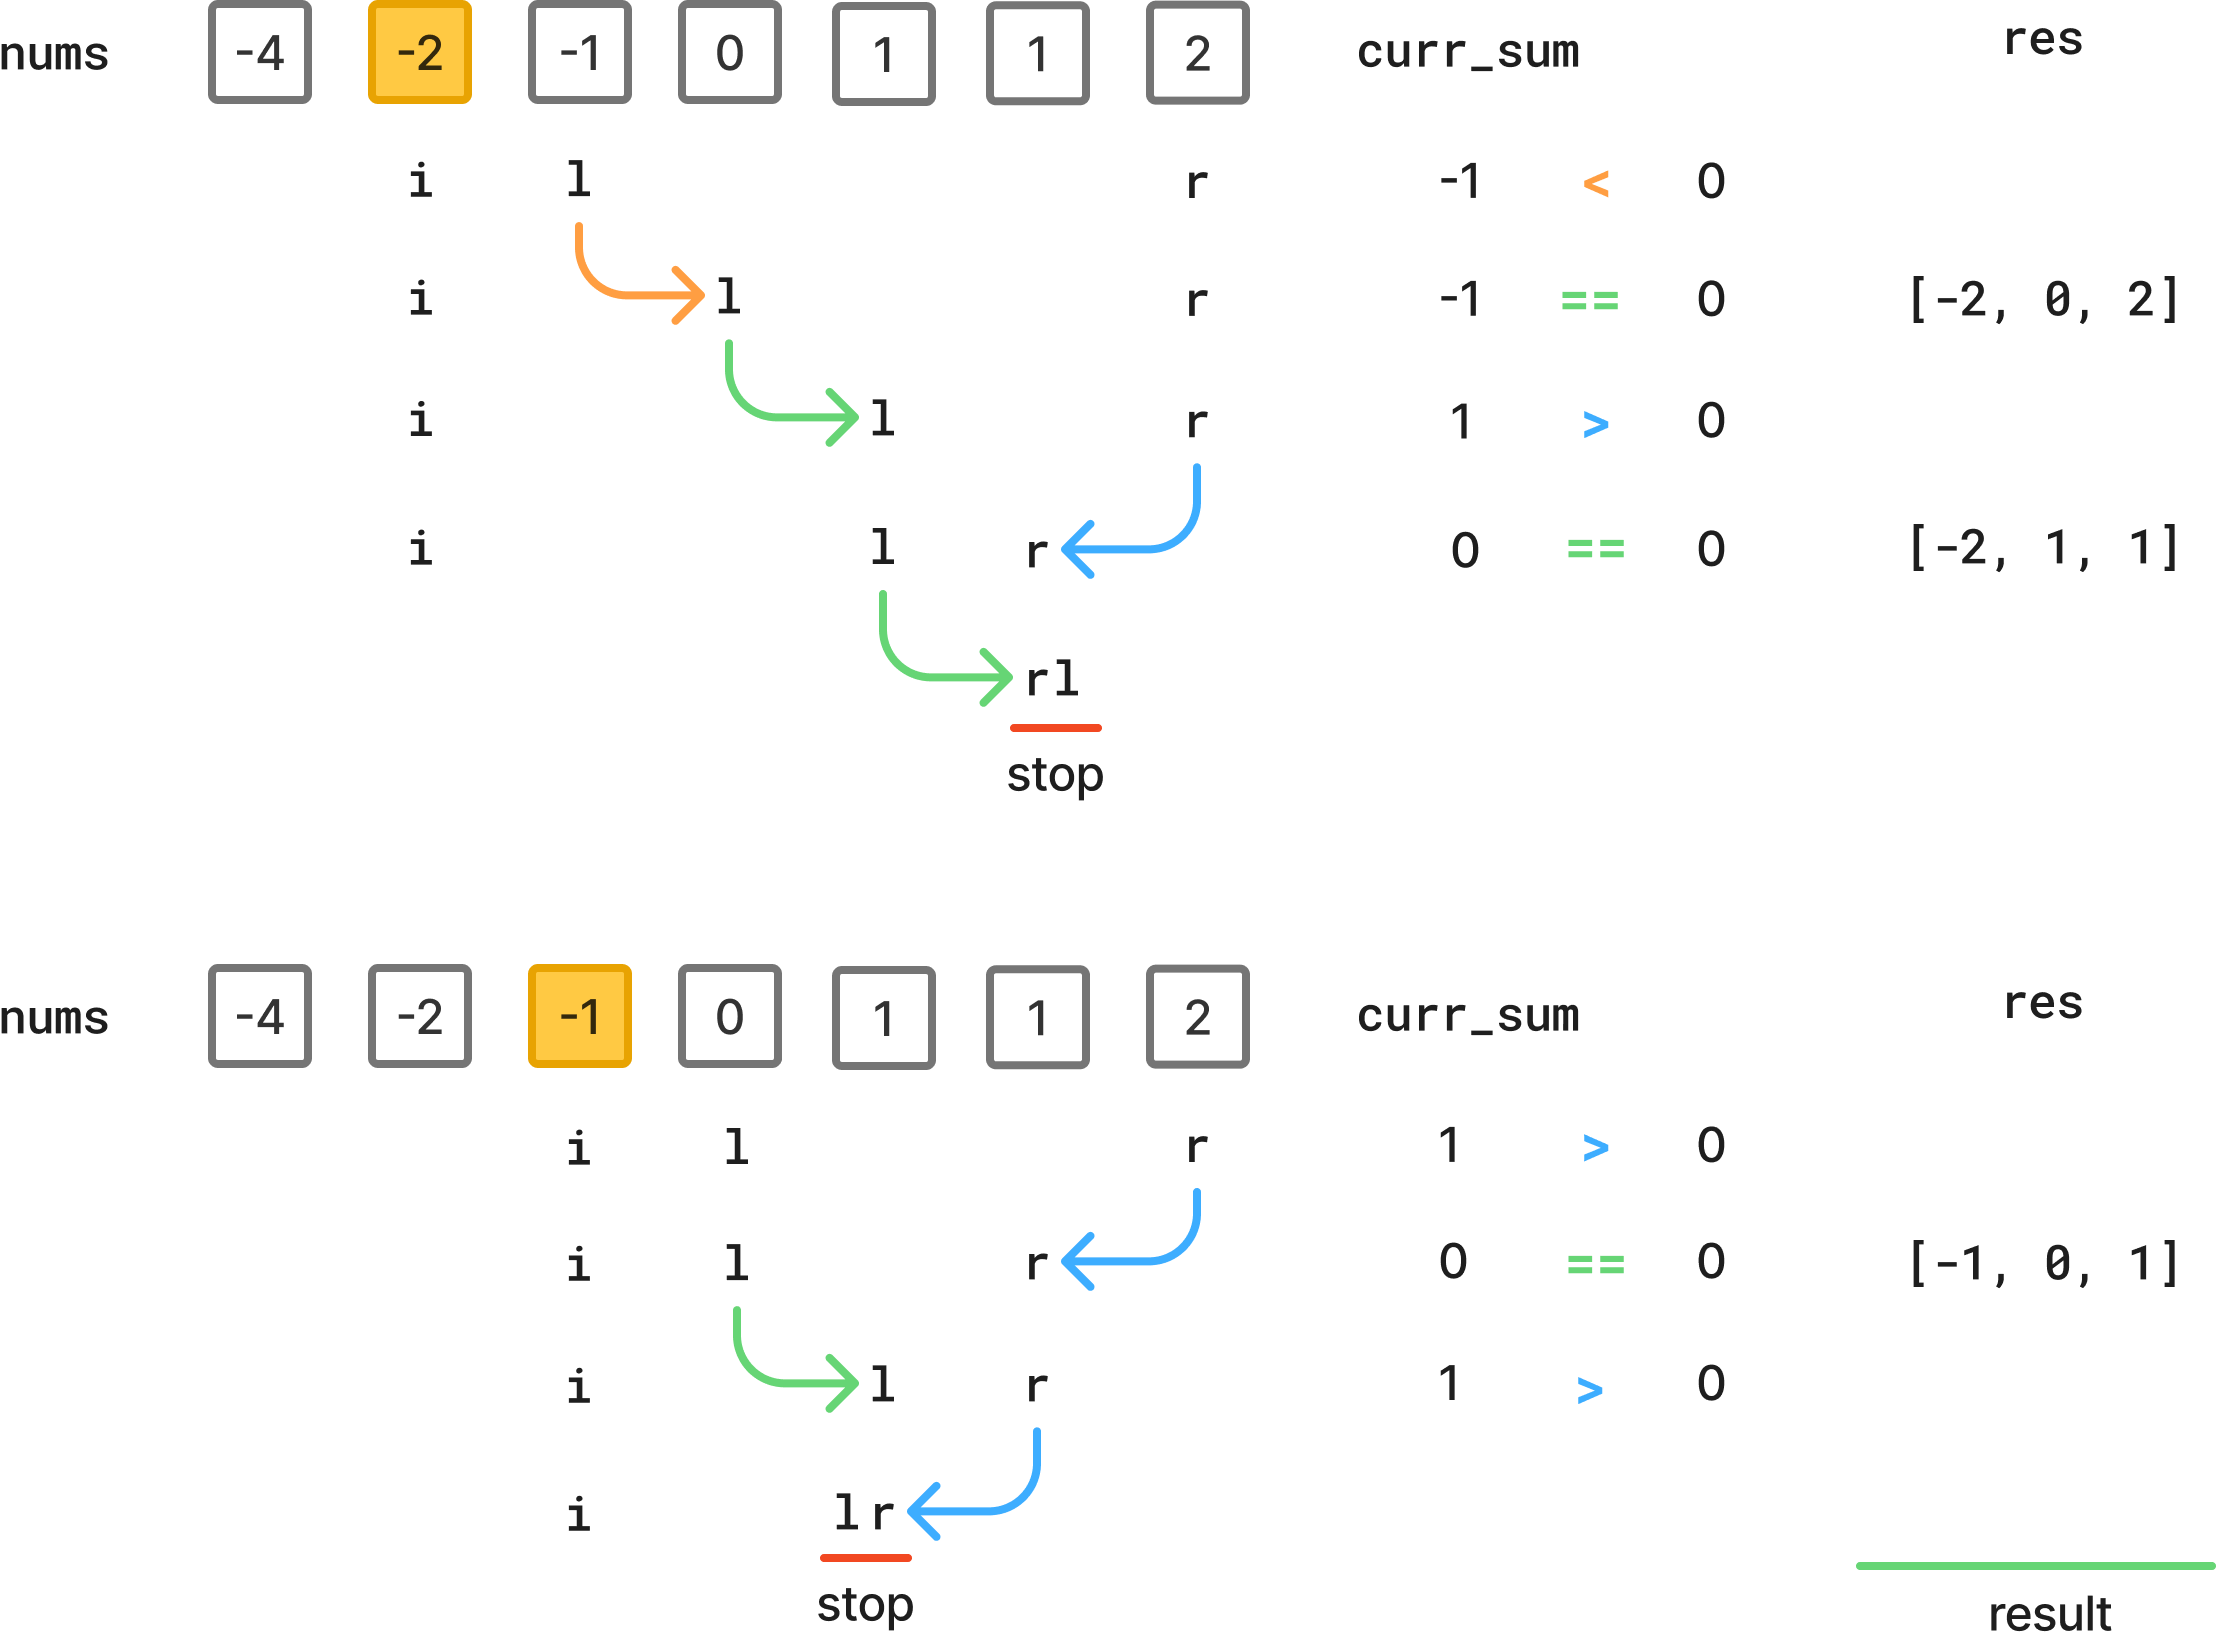 nums -4 -2 -1 0 1 1 2 curr_sum res
i l r -1 < 0
i l r -1 == 0 [-2, 0, 2]
i l r 1 > 0
i l r 0 == 0 [-2, 1, 1]
rl
stop
nums -4 -2 -1 0 1 1 2 curr_sum res
i l r 1 > 0
i l r 0 == 0 [-1, 0, 1]
i l r 1 > 0
i l r
stop result